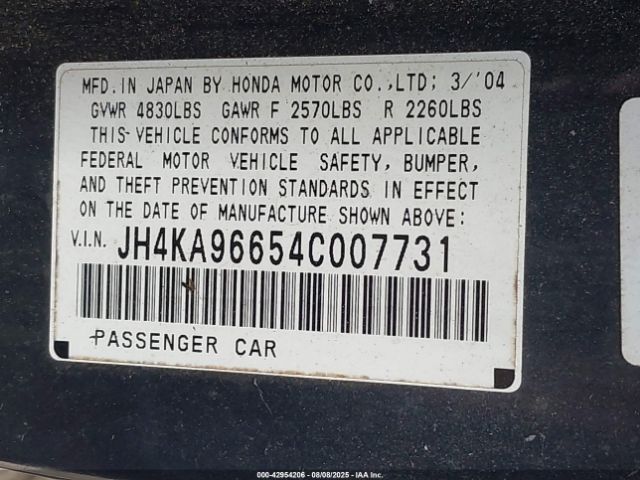 MFD. IN JAPAN BY HONDA MOTOR CO.,LTD; 3/'04
GVWR 4830LBS GAWR F 2570LBS R 2260LBS
THIS VEHICLE CONFORMS TO ALL APPLICABLE
FEDERAL MOTOR VEHICLE SAFETY, BUMPER,
AND THEFT PREVENTION STANDARDS IN EFFECT
ON THE DATE OF MANUFACTURE SHOWN ABOVE:
V.I.N. JH4KA96654C007731
PASSENGER CAR
000-42954206 - 08/08/2025 - IAA Inc.